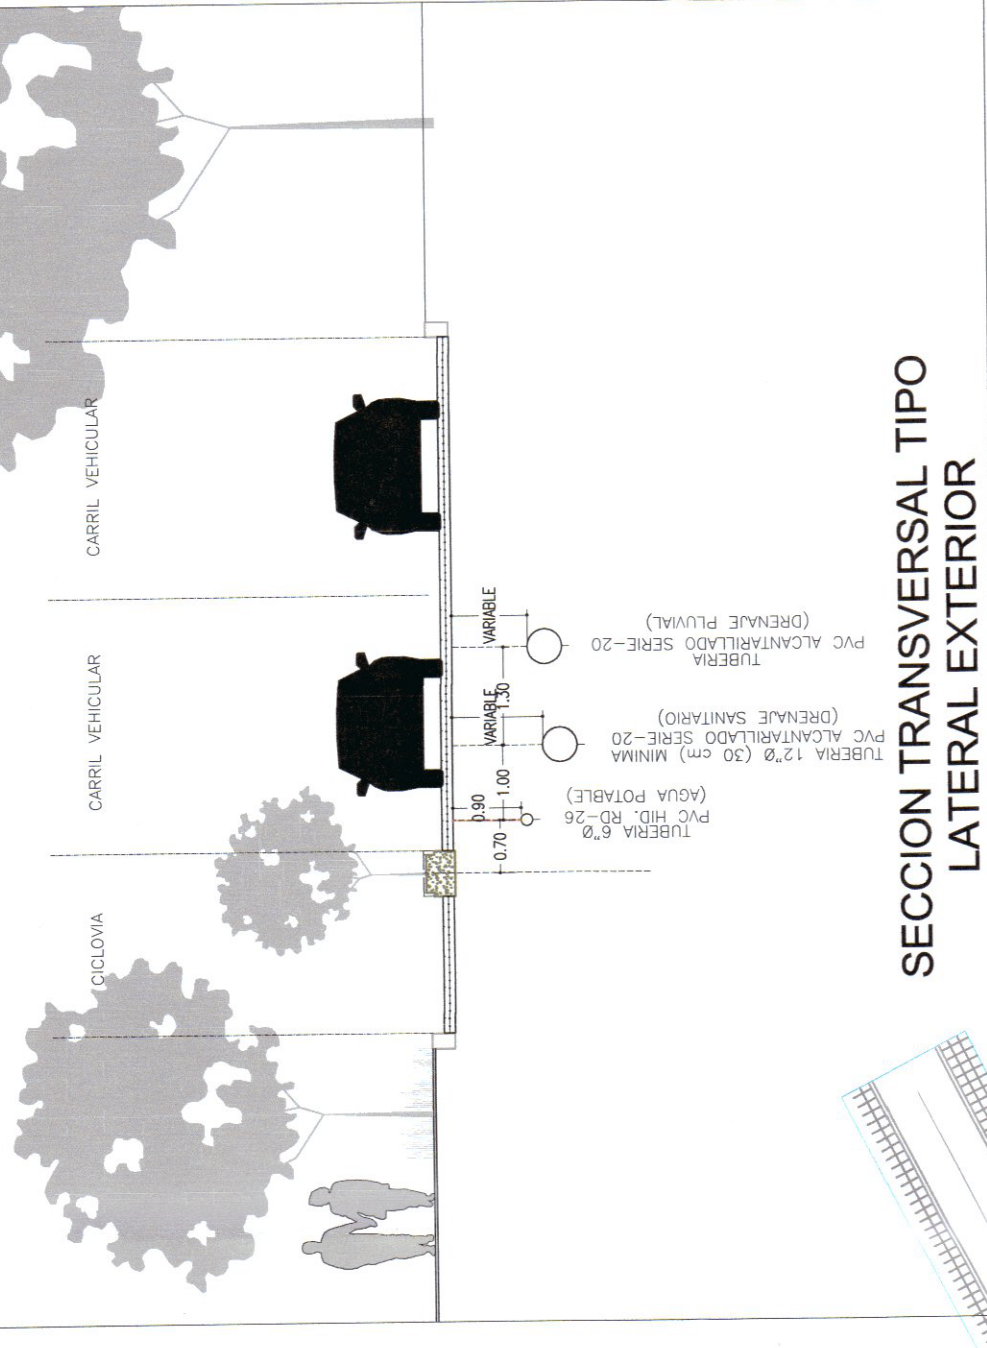 CICLOVIA
CARRIL VEHICULAR
CARRIL VEHICULAR
0.90
VARIABLE
VARIABLE
0.70
1.00
1.30
TUBERIA 6"Ø
PVC HID. RD-26
(AGUA POTABLE)
TUBERIA 12"Ø (30 cm) MINIMA
PVC ALCANTARILLADO SERIE-20
(DRENAJE SANITARIO)
TUBERIA
PVC ALCANTARILLADO SERIE-20
(DRENAJE PLUVIAL)
SECCION TRANSVERSAL TIPO
LATERAL EXTERIOR